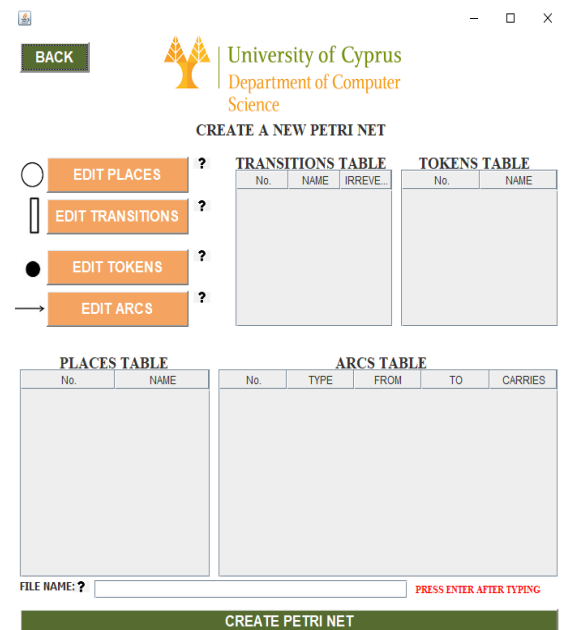 BACK
University of Cyprus
Department of Computer
Science
CREATE A NEW PETRI NET
EDIT PLACES ?
EDIT TRANSITIONS ?
EDIT TOKENS ?
EDIT ARCS ?
TRANSITIONS TABLE
No. NAME IRREVE...
TOKENS TABLE
No. NAME
PLACES TABLE
No. NAME
ARCS TABLE
No. TYPE FROM TO CARRIES
FILE NAME: ? PRESS ENTER AFTER TYPING
CREATE PETRI NET